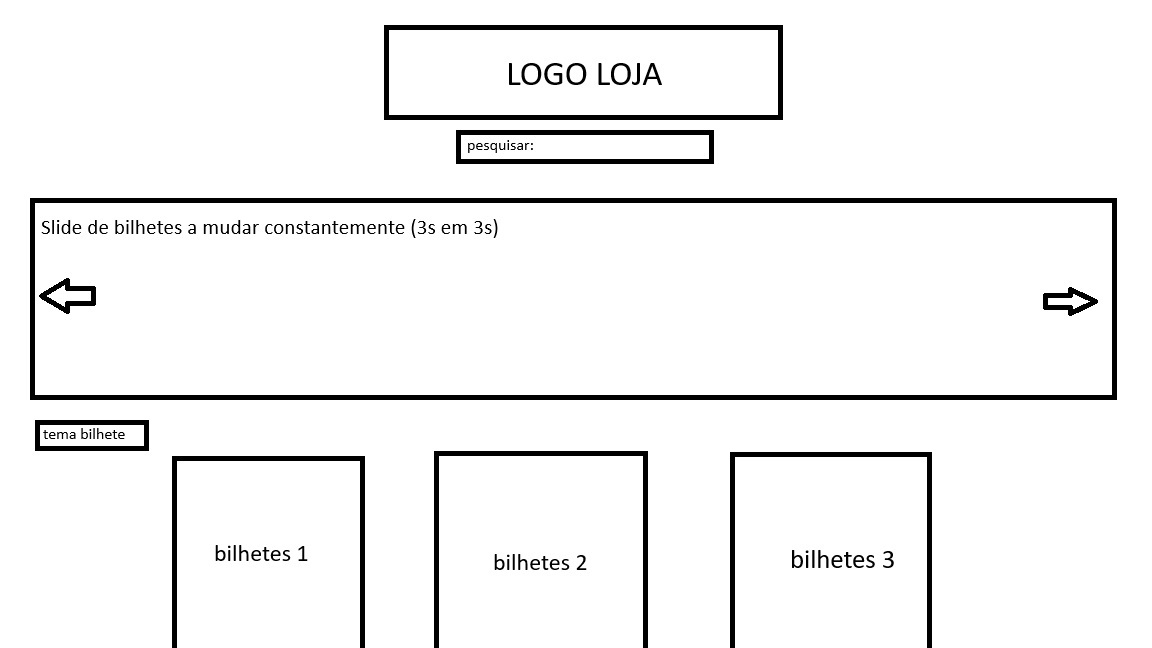 LOGO LOJA
pesquisar:
Slide de bilhetes a mudar constantemente (3s em 3s)
tema bilhete
bilhetes 1
bilhetes 2
bilhetes 3